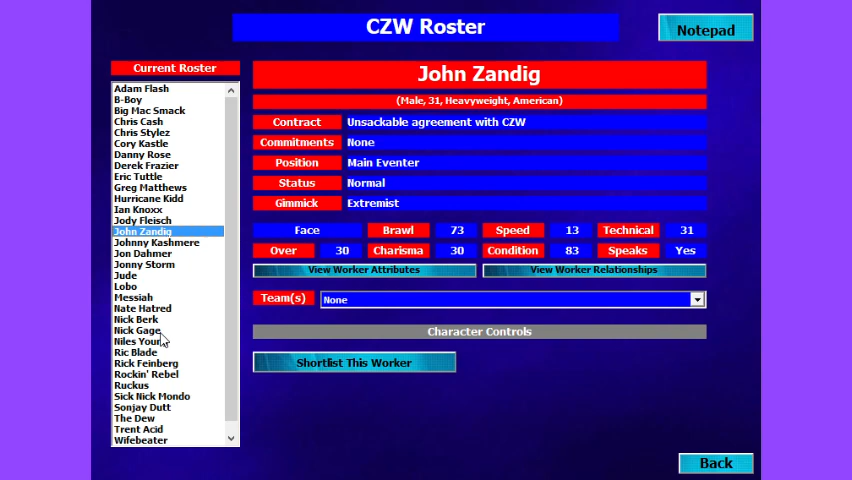 CZW Roster
Notepad
Current Roster
Adam Flash
B-Boy
Big Mac Smack
Chris Cash
Chris Stylez
Cory Kastle
Danny Rose
Derek Frazier
Eric Tuttle
Greg Matthews
Hurricane Kidd
Ian Knoxx
Jody Fleisch
John Zandig
Johnny Kashmere
Jon Dahmer
Jonny Storm
Jude
Lobo
Messiah
Nate Hatred
Nick Berk
Nick Gage
Niles Young
Ric Blade
Rick Feinberg
Rockin' Rebel
Ruckus
Sick Nick Mondo
Sonjay Dutt
The Dew
Trent Acid
Wifebeater
John Zandig
(Male, 31, Heavyweight, American)
Contract Unsackable agreement with CZW
Commitments None
Position Main Eventer
Status Normal
Gimmick Extremist
Face Brawl 73 Speed 13 Technical 31
Over 30 Charisma 30 Condition 83 Speaks Yes
View Worker Attributes View Worker Relationships
Team(s) None
Character Controls
Shortlist This Worker
Back